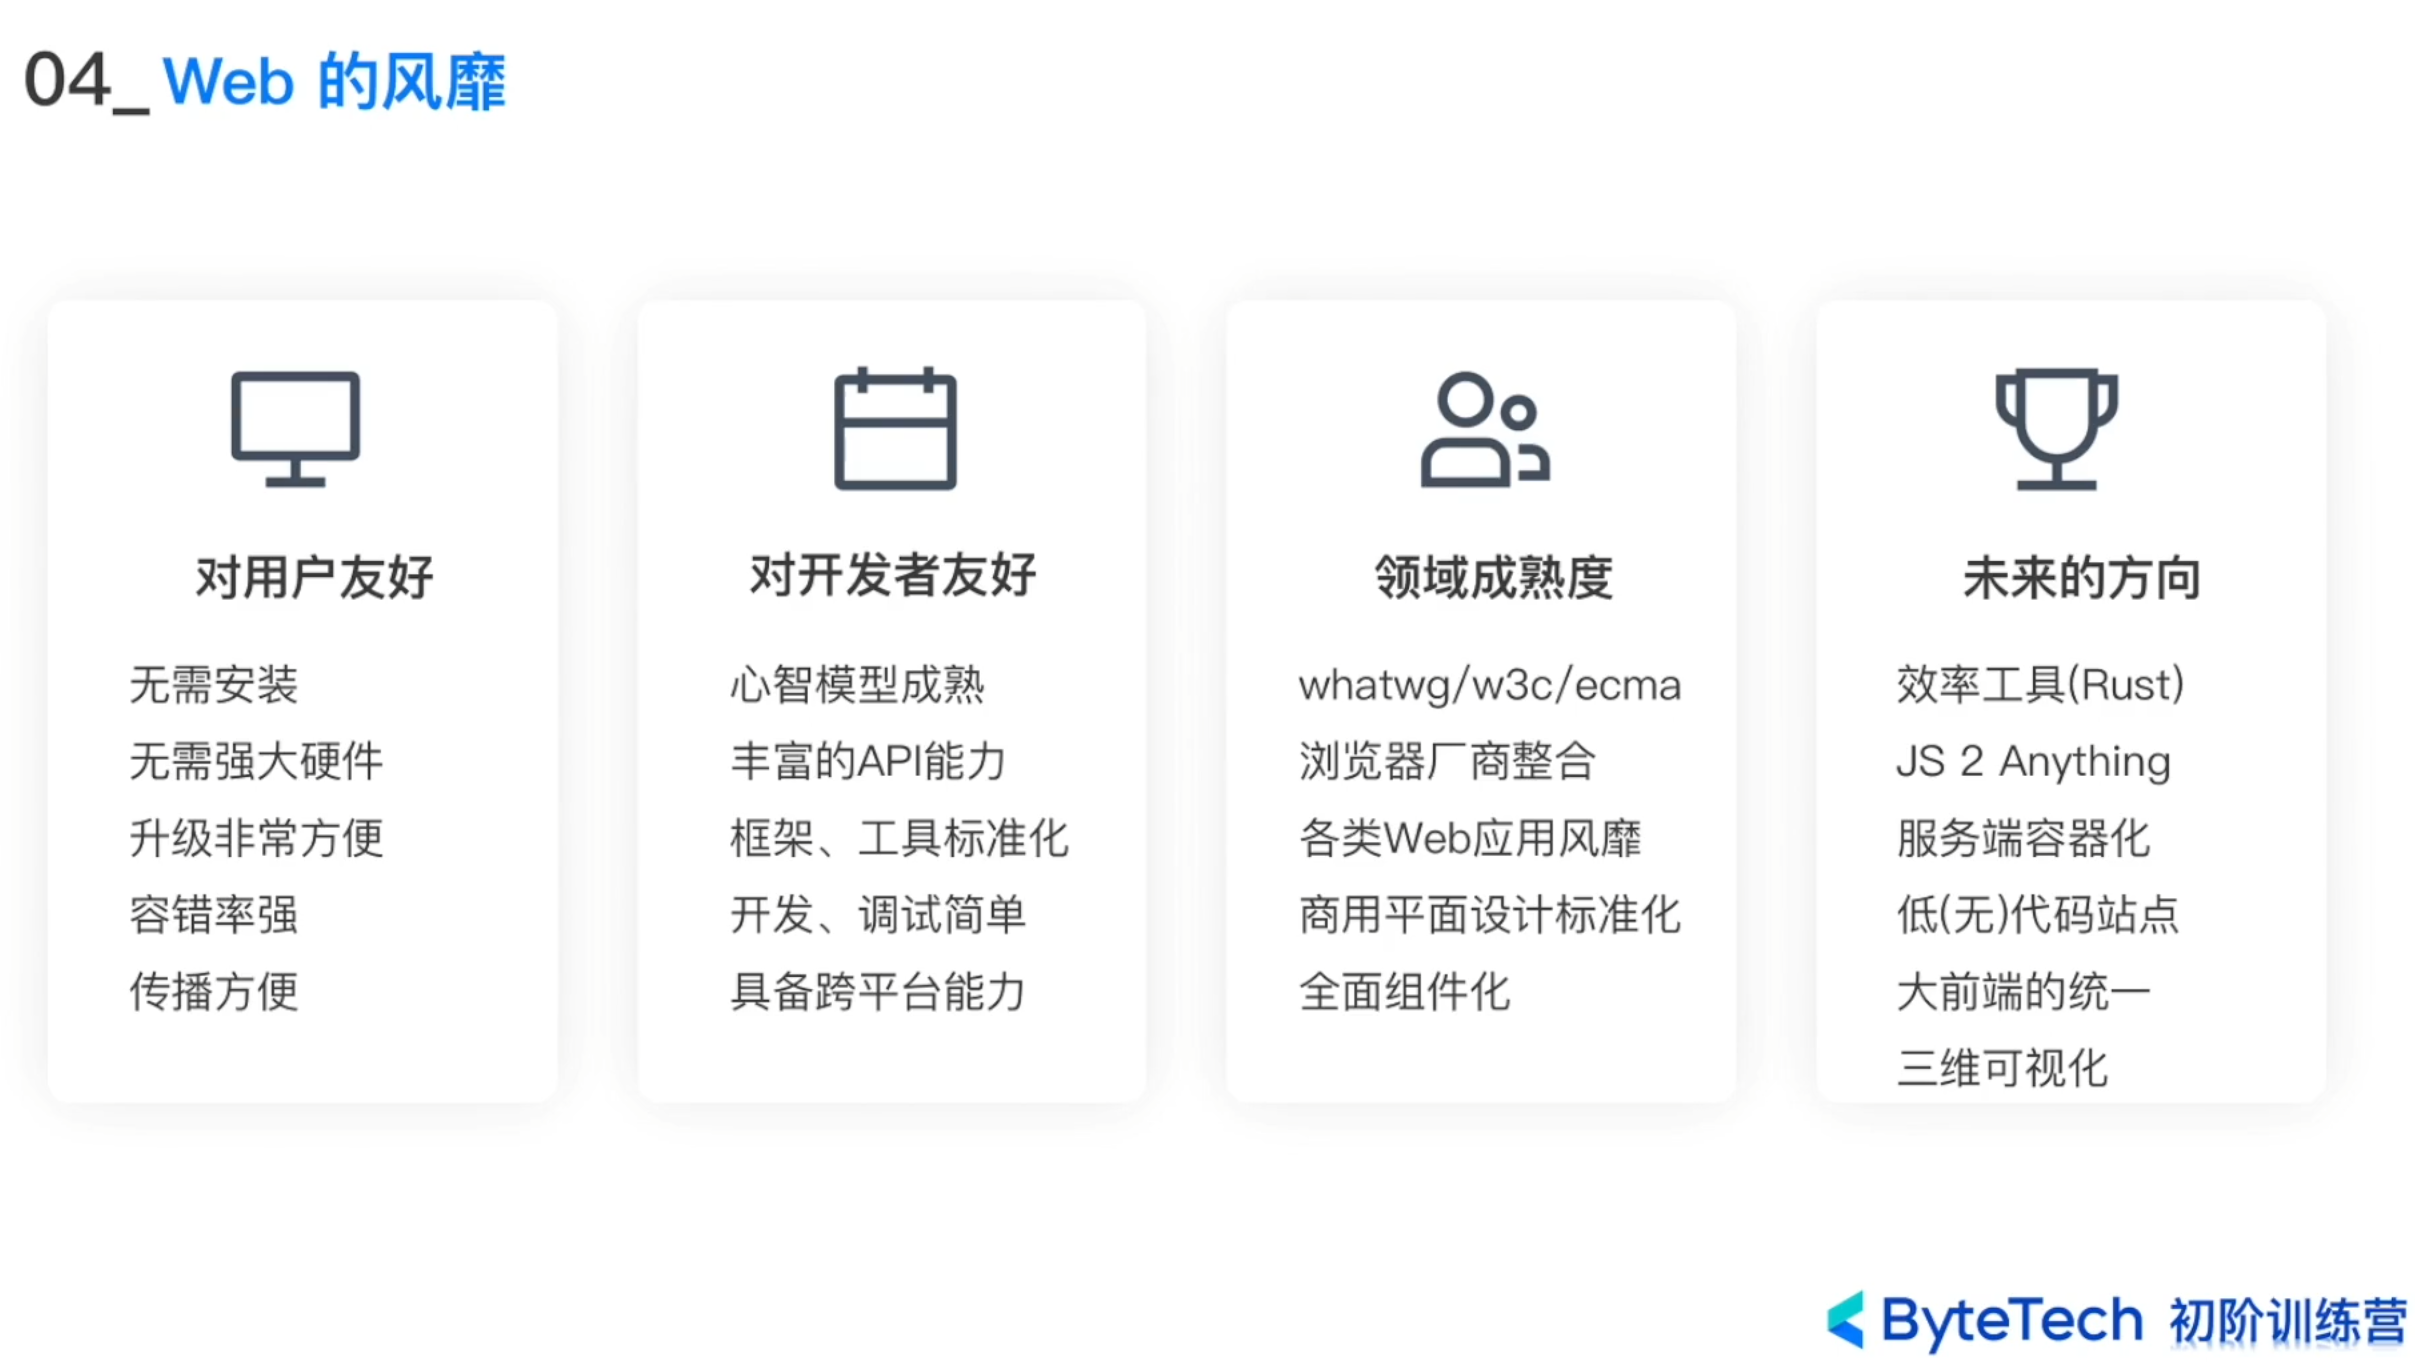 04_ Web 的风靡
对用户友好
无需安装
无需强大硬件
升级非常方便
容错率强
传播方便
对开发者友好
心智模型成熟
丰富的API能力
框架、工具标准化
开发、调试简单
具备跨平台能力
领域成熟度
whatwg/w3c/ecma
浏览器厂商整合
各类Web应用风靡
商用平面设计标准化
全面组件化
未来的方向
效率工具(Rust)
JS 2 Anything
服务端容器化
低(无)代码站点
大前端的统一
三维可视化
ByteTech 初阶训练营